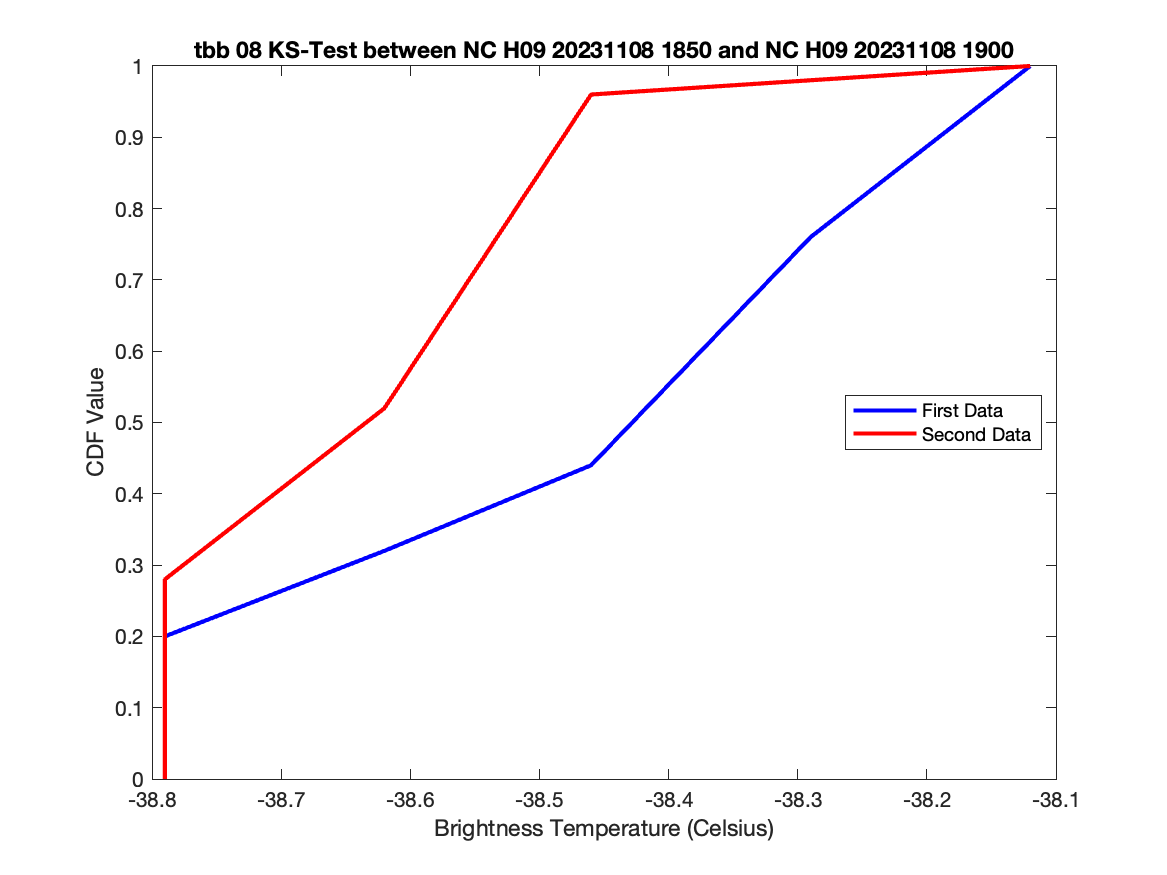 tbb 08 KS-Test between NC H09 20231108 1850 and NC H09 20231108 1900
1
0.9
0.8
0.7
0.6
0.5
0.4
0.3
0.2
0.1
0
CDF Value
First Data
Second Data
-38.8 -38.7 -38.6 -38.5 -38.4 -38.3 -38.2 -38.1
Brightness Temperature (Celsius)